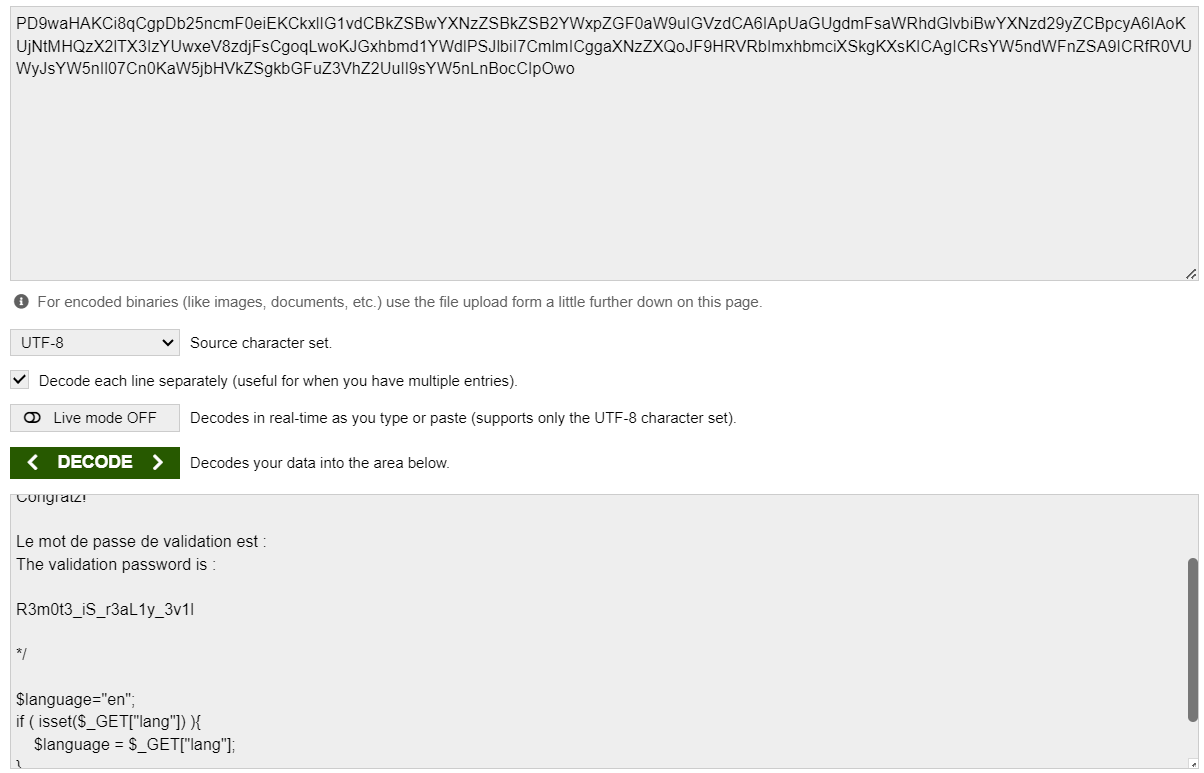 PD9waHAKCi8qCgpDb25ncmF0eiEKCkxlIG1vdCBkZSBwYXNzZSBkZSB2YWxpZGF0aW9uIGVzdCA6IApUaGUgdmFsaWRhdGlvbiBwYXNzd29yZCBpcyA6IAoK
UjNtMHQzX2lTX3IzYUwxeV8zdjFsCgoqLwoKJGxhbmd1YWdlPSJlbiI7CmlmICggaXNzZXQoJF9HRVRbImxhbmciXSkgKXsKICAgICRsYW5ndWFnZSA9ICRfR0VU
WyJsYW5nIl07Cn0KaW5jbHVkZSgkbGFuZ3VhZ2UuIl9sYW5nLnBocCIpOwo
For encoded binaries (like images, documents, etc.) use the file upload form a little further down on this page.
UTF-8 Source character set.
Decode each line separately (useful for when you have multiple entries).
Live mode OFF Decodes in real-time as you type or paste (supports only the UTF-8 character set).
< DECODE > Decodes your data into the area below.
Congratz!
Le mot de passe de validation est :
The validation password is :
R3m0t3_iS_r3aL1y_3v1l
*/
$language="en";
if ( isset($_GET["lang"]) ){
$language = $_GET["lang"];
}